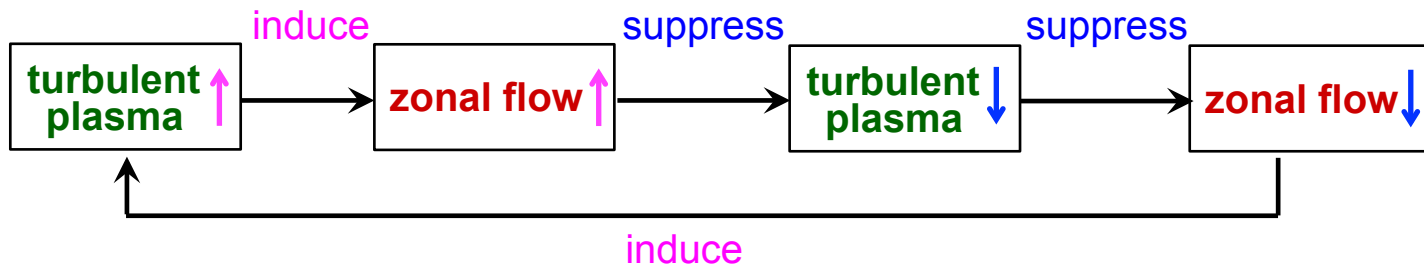 induce
suppress
suppress
turbulent
plasma
zonal flow
turbulent
plasma
zonal flow
induce